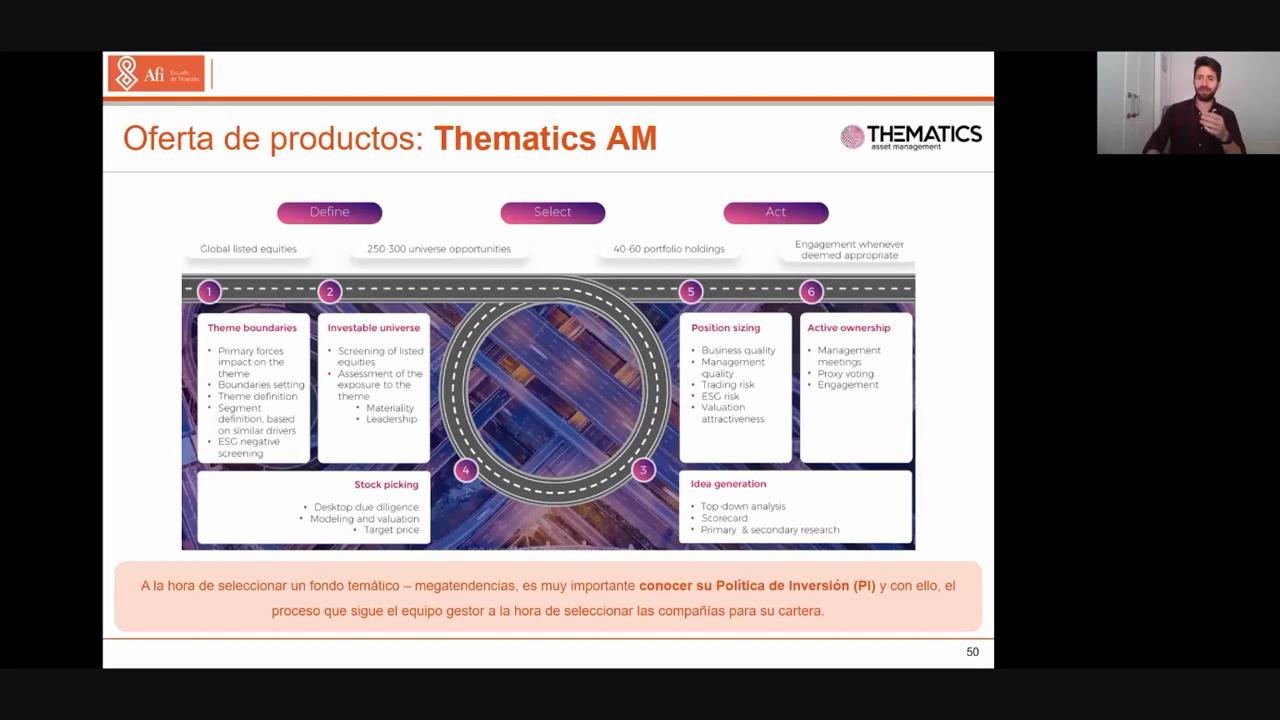 Afi Escuela de Finanzas
Oferta de productos: Thematics AM
THEMATICS
asset management
Define
Select
Act
Global listed equities
250-300 universe opportunities
40-60 portfolio holdings
Engagement whenever
deemed appropriate
1
2
5
6
Theme boundaries
• Primary forces
impact on the
theme
• Boundaries setting
• Theme definition
• Segment
definition, based
on similar drivers
• ESG negative
screening
Investable universe
• Screening of listed
equities
• Assessment of the
exposure to the
theme
• Materiality
• Leadership
Position sizing
• Business quality
• Management
quality
• Trading risk
• ESG risk
• Valuation
attractiveness
Active ownership
• Management
meetings
• Proxy voting
• Engagement
4
3
Stock picking
• Desktop due diligence
• Modeling and valuation
• Target price
Idea generation
• Top-down analysis
• Scorecard
• Primary & secondary research
A la hora de seleccionar un fondo temático – megatendencias, es muy importante conocer su Política de Inversión (PI) y con ello, el
proceso que sigue el equipo gestor a la hora de seleccionar las compañías para su cartera.
50